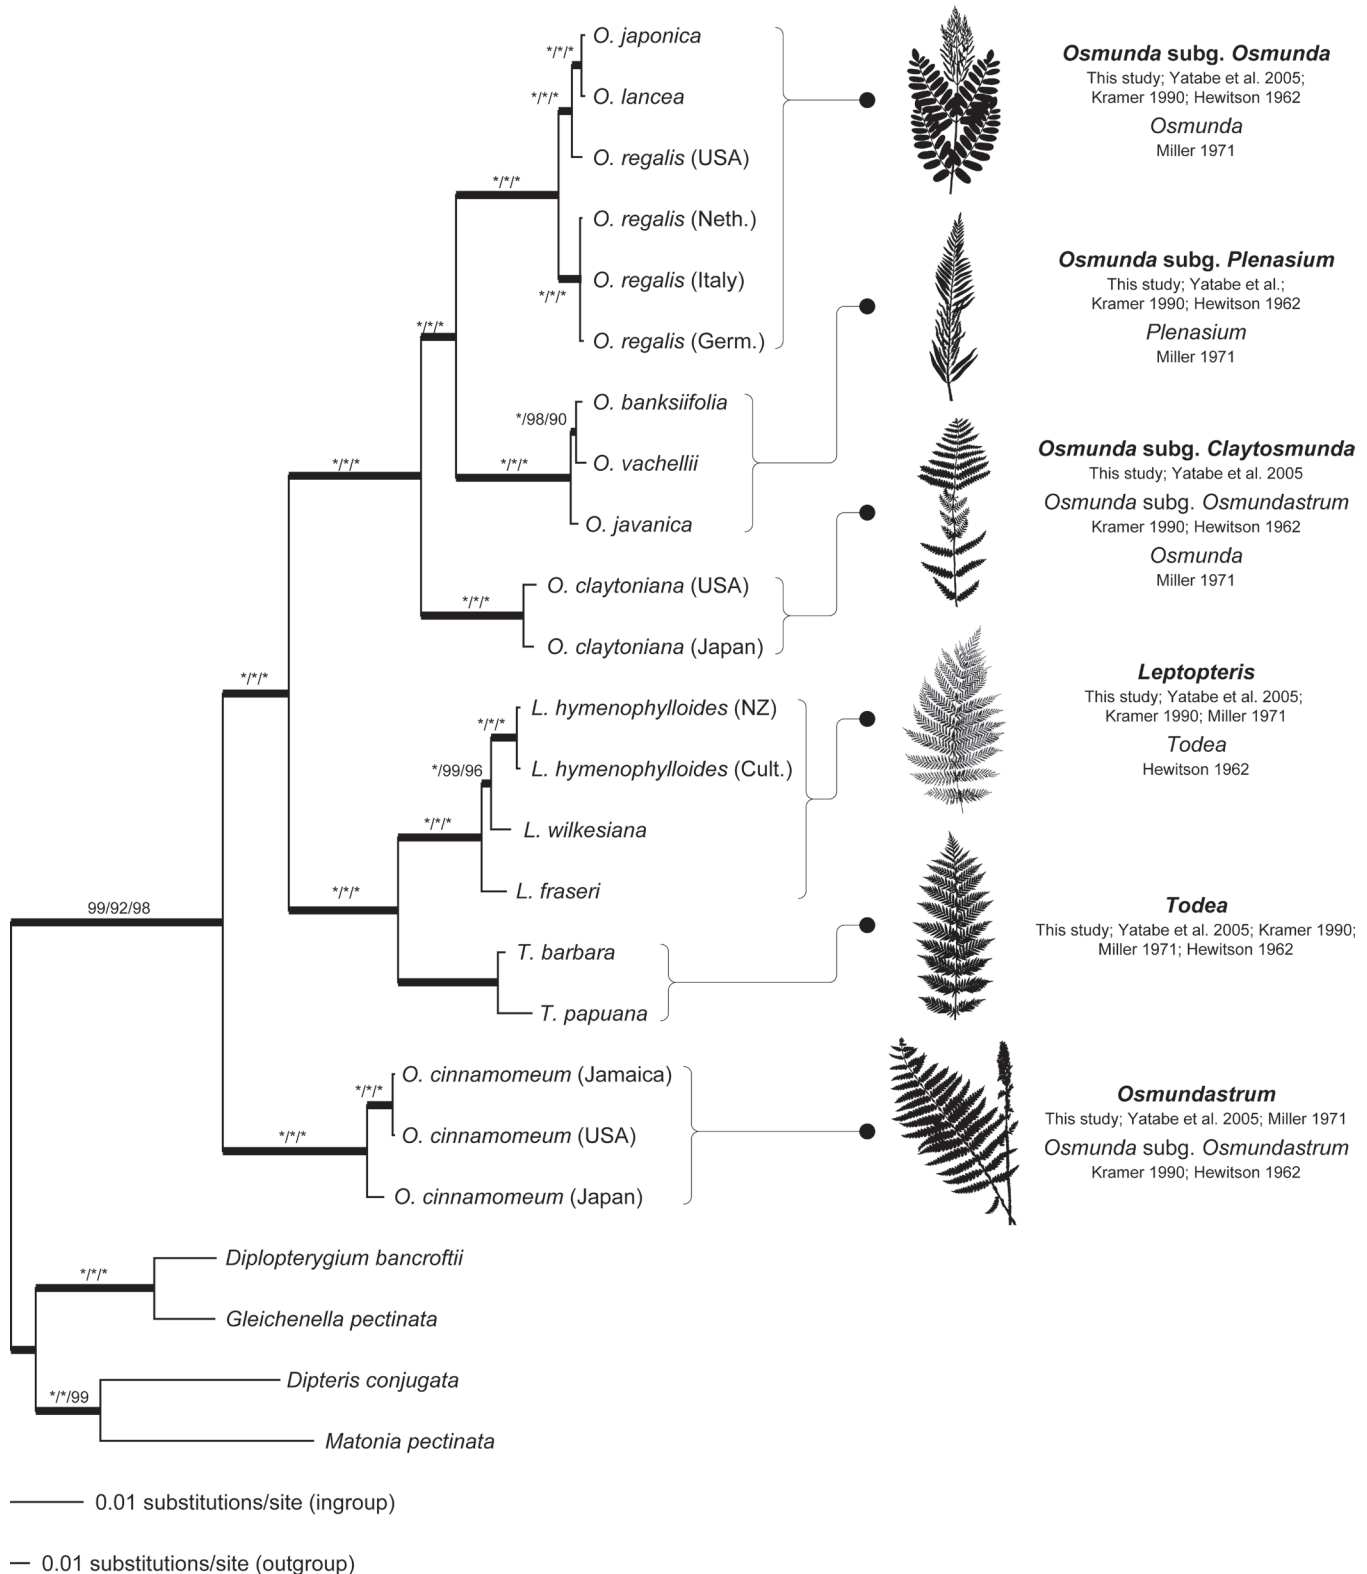 */*/*
O. japonica
*/*/*
O. lancea
O. regalis (USA)
*/*/*
O. regalis (Neth.)
O. regalis (Italy)
*/*/*
O. regalis (Germ.)
*/*/*
O. banksiifolia
*/98/90
O. vachellii
*/*/*
O. javanica
*/*/*
O. claytoniana (USA)
*/*/*
O. claytoniana (Japan)
*/*/*
L. hymenophylloides (NZ)
*/*/*
L. hymenophylloides (Cult.)
*/99/96
L. wilkesiana
*/*/*
L. fraseri
*/*/*
99/92/98
T. barbara
T. papuana
O. cinnamomeum (Jamaica)
*/*/*
O. cinnamomeum (USA)
*/*/*
O. cinnamomeum (Japan)
Diplopterygium bancroftii
*/*/*
Gleichenella pectinata
Dipteris conjugata
*/*/99
Matonia pectinata
0.01 substitutions/site (ingroup)
0.01 substitutions/site (outgroup)
Osmunda subg. Osmunda
This study; Yatabe et al. 2005;
Kramer 1990; Hewitson 1962
Osmunda
Miller 1971
Osmunda subg. Plenasium
This study; Yatabe et al.;
Kramer 1990; Hewitson 1962
Plenasium
Miller 1971
Osmunda subg. Claytosmunda
This study; Yatabe et al. 2005
Osmunda subg. Osmundastrum
Kramer 1990; Hewitson 1962
Osmunda
Miller 1971
Leptopteris
This study; Yatabe et al. 2005;
Kramer 1990; Miller 1971
Todea
Hewitson 1962
Todea
This study; Yatabe et al. 2005; Kramer 1990;
Miller 1971; Hewitson 1962
Osmundastrum
This study; Yatabe et al. 2005; Miller 1971
Osmunda subg. Osmundastrum
Kramer 1990; Hewitson 1962